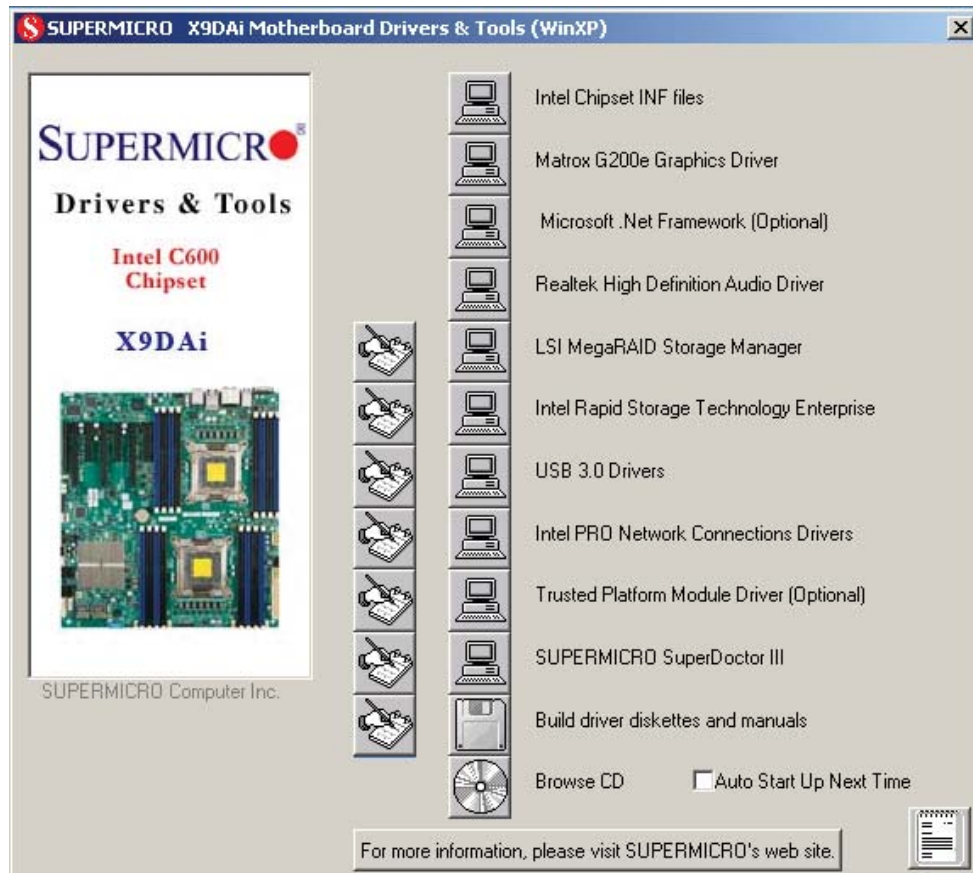 SUPERMICRO X9DAi Motherboard Drivers & Tools (WinXP)
SUPERMICRO®
Drivers & Tools
Intel C600
Chipset
X9DAi
SUPERMICRO Computer Inc.
Intel Chipset INF files
Matrox G200e Graphics Driver
Microsoft .Net Framework (Optional)
Realtek High Definition Audio Driver
LSI MegaRAID Storage Manager
Intel Rapid Storage Technology Enterprise
USB 3.0 Drivers
Intel PRO Network Connections Drivers
Trusted Platform Module Driver (Optional)
SUPERMICRO SuperDoctor III
Build driver diskettes and manuals
Browse CD
Auto Start Up Next Time
For more information, please visit SUPERMICRO's web site.